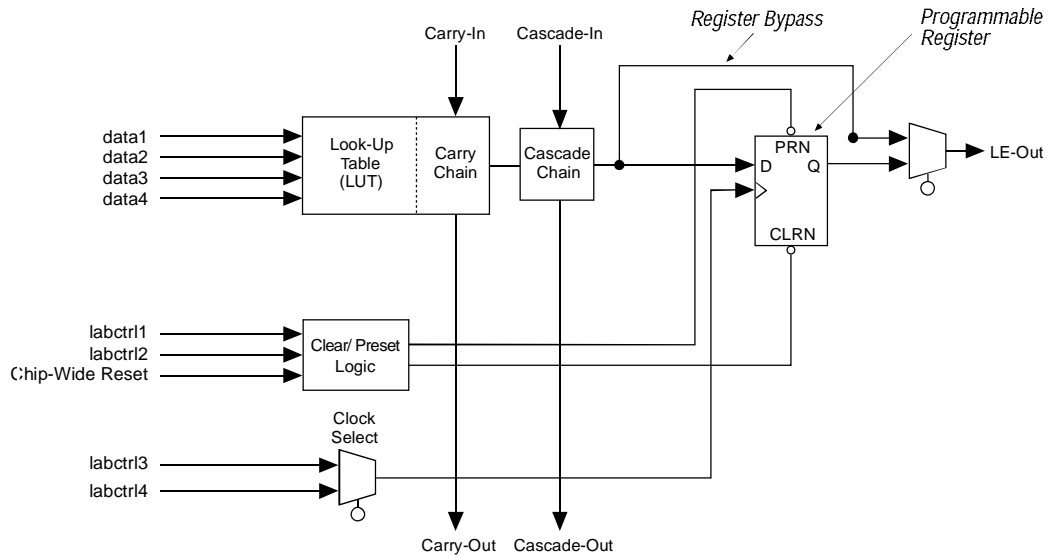 Register Bypass
Programmable
Register
Carry-In
Cascade-In
data1
data2
data3
data4
Look-Up
Table
(LUT)
Carry
Chain
Cascade
Chain
PRN
D
Q
CLRN
LE-Out
labctrl1
labctrl2
Chip-Wide Reset
Clear/ Preset
Logic
Clock
Select
labctrl3
labctrl4
Carry-Out
Cascade-Out